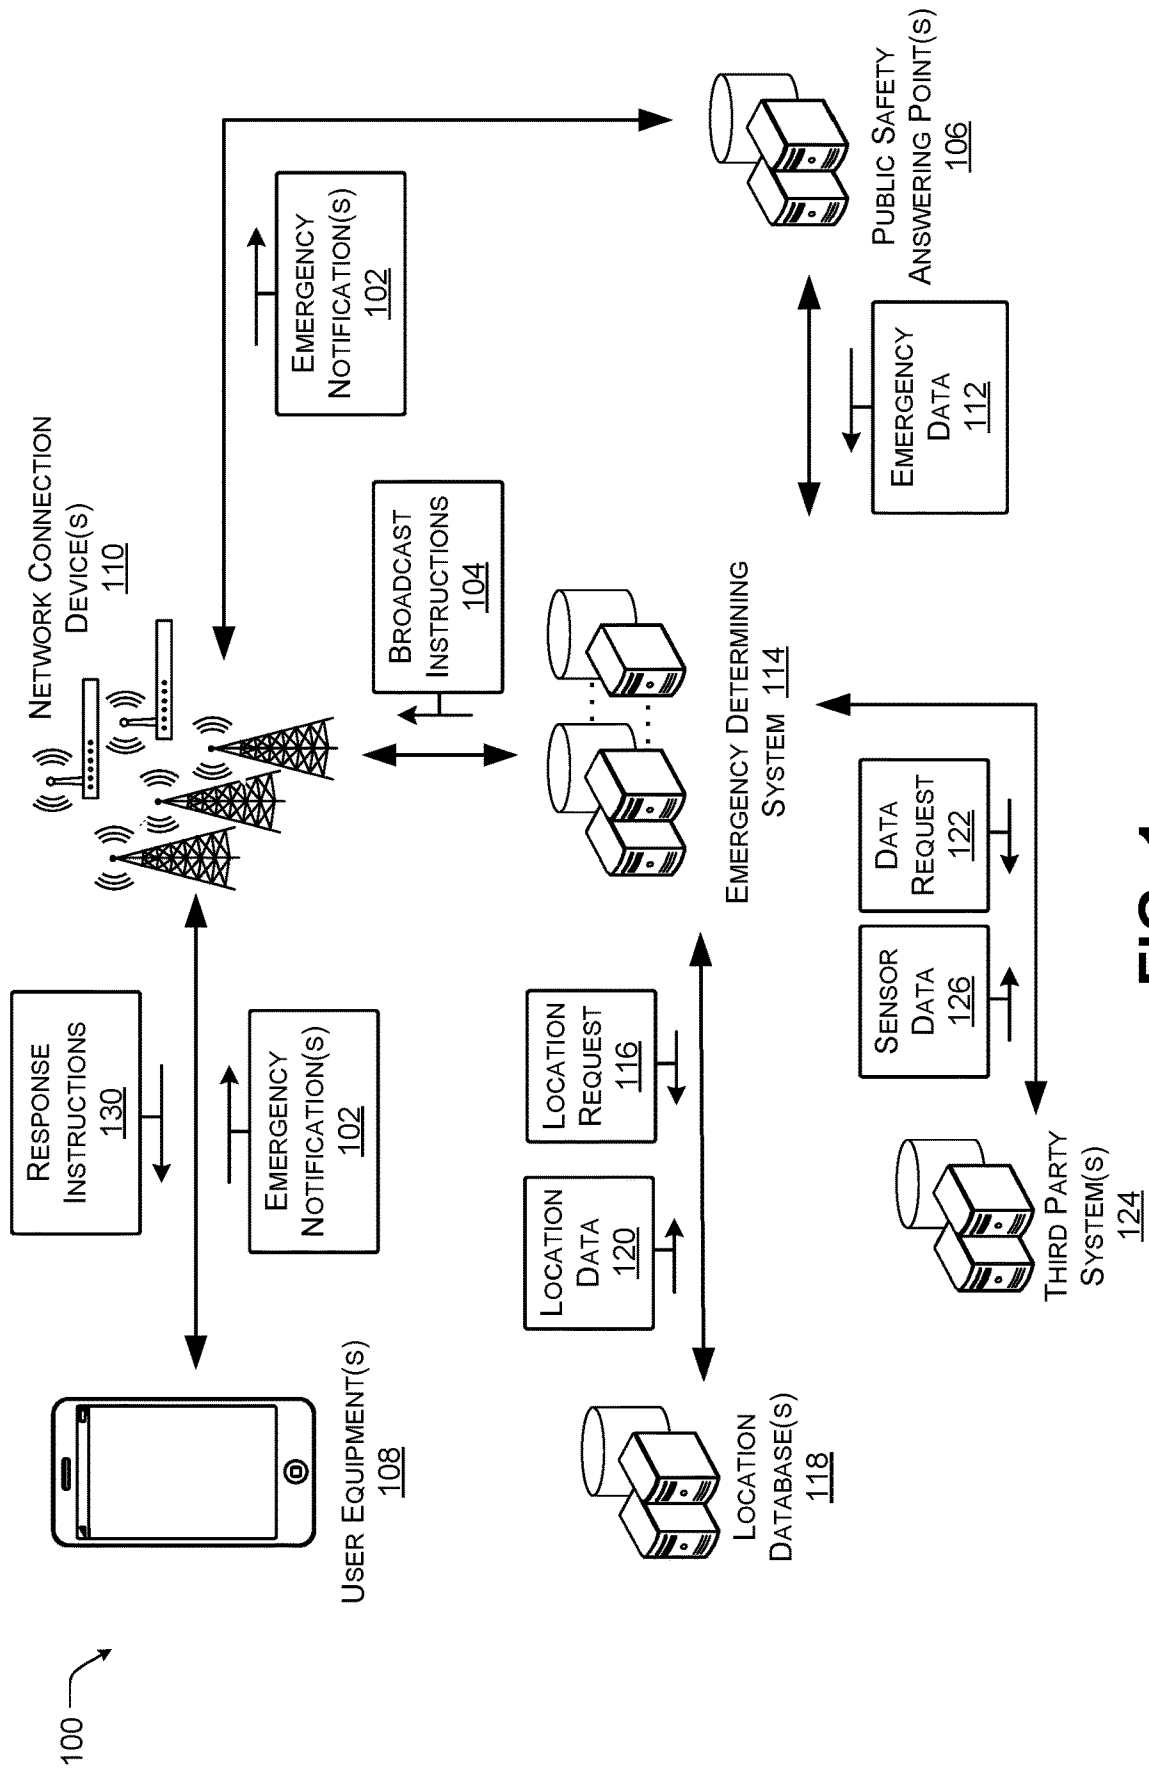 100
NETWORK CONNECTION
DEVICE(S)
110
RESPONSE
INSTRUCTIONS
130
EMERGENCY
NOTIFICATION(S)
102
EMERGENCY
NOTIFICATION(S)
102
USER EQUIPMENT(S)
108
BROADCAST
INSTRUCTIONS
104
LOCATION
DATA
120
LOCATION
REQUEST
116
EMERGENCY DETERMINING
SYSTEM 114
LOCATION
DATABASE(S)
118
PUBLIC SAFETY
ANSWERING POINT(S)
106
EMERGENCY
DATA
112
SENSOR
DATA
126
DATA
REQUEST
122
THIRD PARTY
SYSTEM(S)
124
FIG. 1